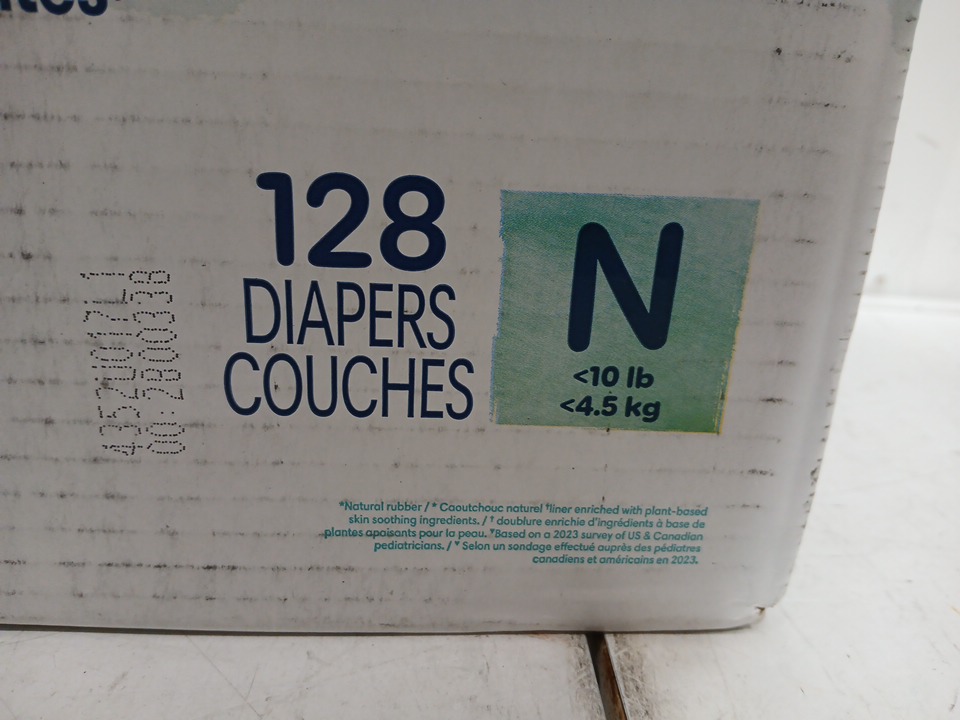 128
DIAPERS
COUCHES
N
<10 lb
<4.5 kg
*Natural rubber / * Caoutchouc naturel †liner enriched with plant-based
skin soothing ingredients. / † doublure enrichie d'ingrédients à base de
plantes apaisants pour la peau. ▼Based on a 2023 survey of US & Canadian
pediatricians. / ▼ Selon un sondage effectué auprès des pédiatres
canadiens et américains en 2023.